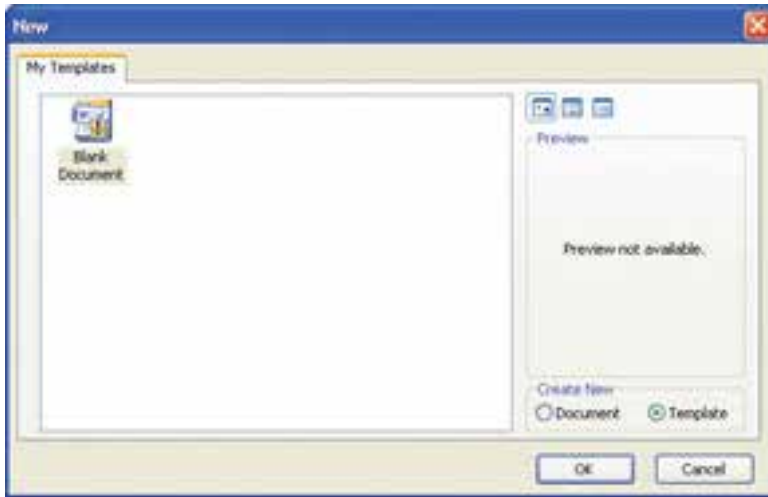 New
My Templates
Blank
Document
Preview
Preview not available.
Create New
Document
Template
OK
Cancel